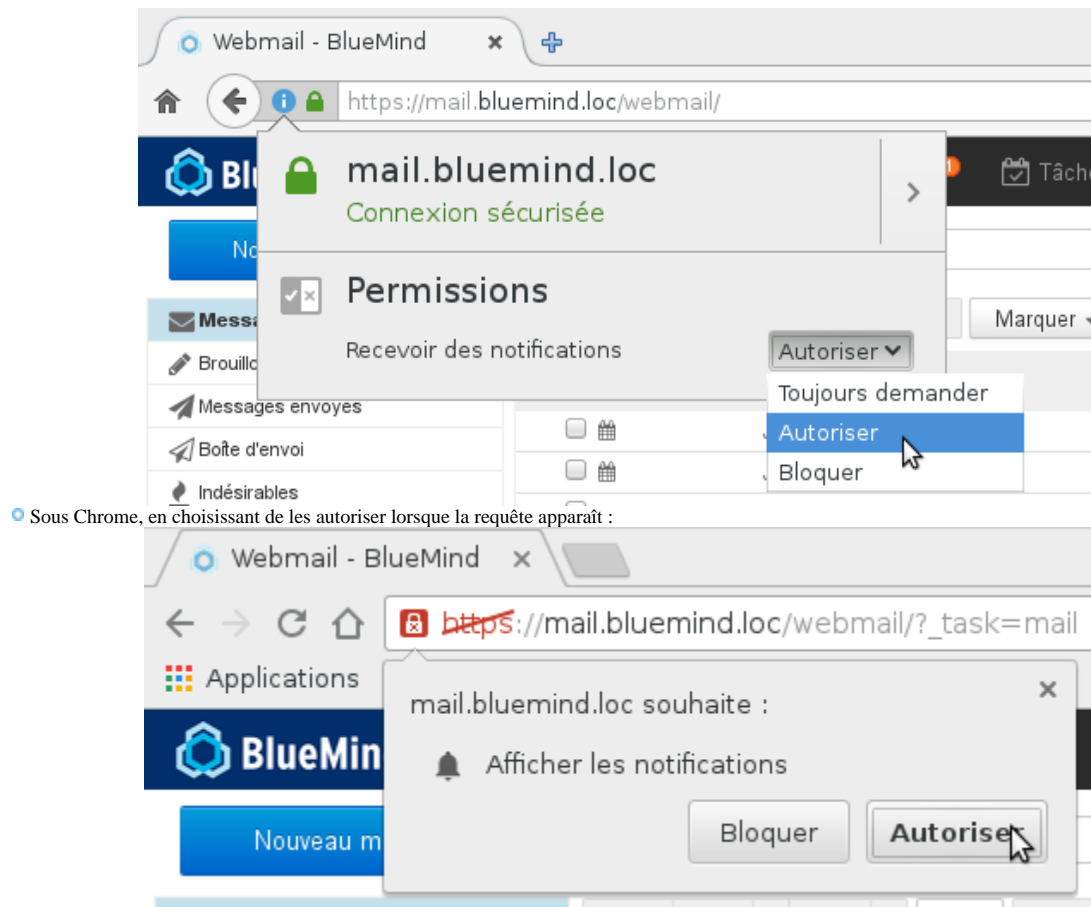 Webmail - BlueMind
https://mail.bluemind.loc/webmail/
mail.bluemind.loc
Connexion sécurisée
Permissions
Recevoir des notifications
Autoriser
Toujours demander
Autoriser
Bloquer
Marquer
Messages envoyés
Boîte d'envoi
Indésirables
Sous Chrome, en choisissant de les autoriser lorsque la requête apparaît :
Webmail - BlueMind
https://mail.bluemind.loc/webmail/?_task=mail
Applications
mail.bluemind.loc souhaite :
BlueMin
Afficher les notifications
Nouveau m
Bloquer
Autoriser